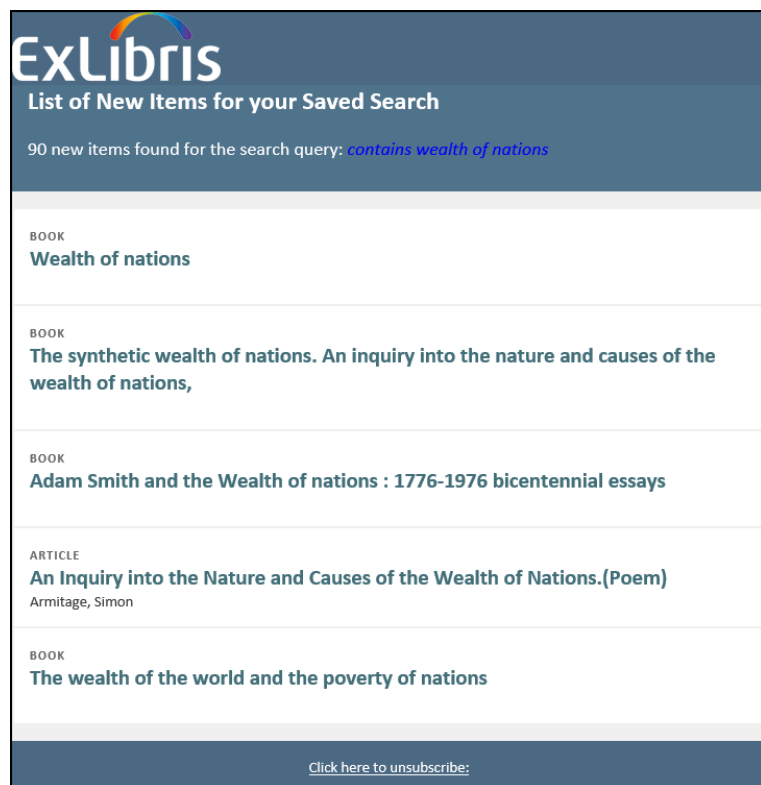 ExLibris
List of New Items for your Saved Search
90 new items found for the search query: contains wealth of nations
BOOK
Wealth of nations
BOOK
The synthetic wealth of nations. An inquiry into the nature and causes of the
wealth of nations,
BOOK
Adam Smith and the Wealth of nations : 1776-1976 bicentennial essays
ARTICLE
An Inquiry into the Nature and Causes of the Wealth of Nations.(Poem)
Armitage, Simon
BOOK
The wealth of the world and the poverty of nations
Click here to unsubscribe: